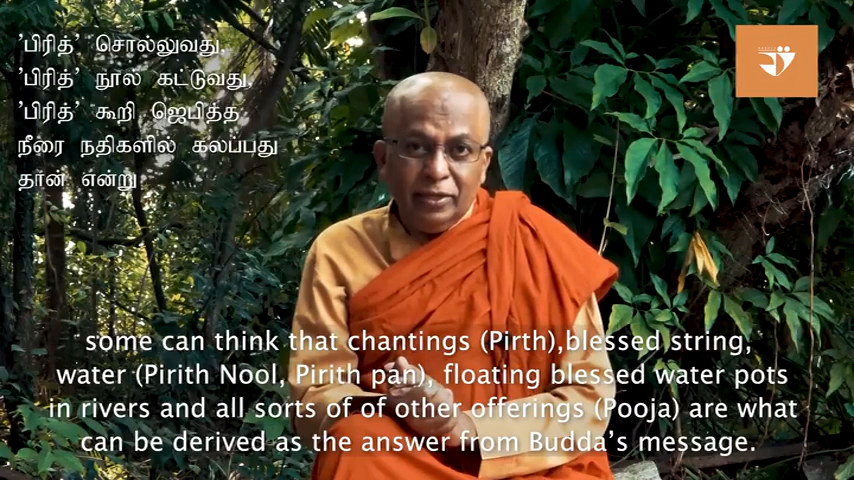 'பிரித்' சொல்லுவது,
'பிரித்' நூல் கட்டுவது,
'பிரித்' கூறி ஜெபித்த
நீரை நதிகளில் கலப்பது
தான் என்று
some can think that chantings (Pirth),blessed string,
water (Pirith Nool, Pirith pan), floating blessed water pots
in rivers and all sorts of of other offerings (Pooja) are what
can be derived as the answer from Budda's message.